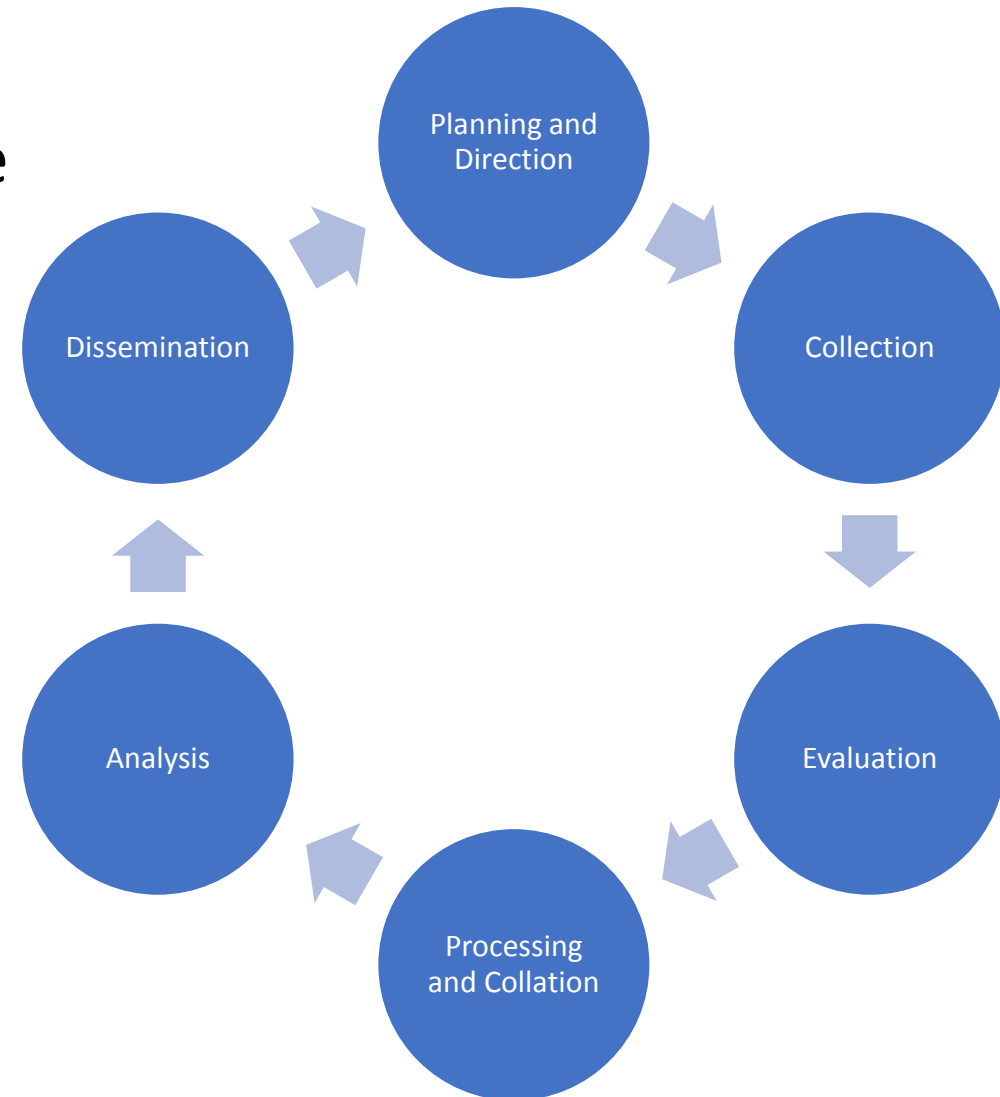 e
Planning and
Direction
Collection
Evaluation
Processing
and Collation
Analysis
Dissemination